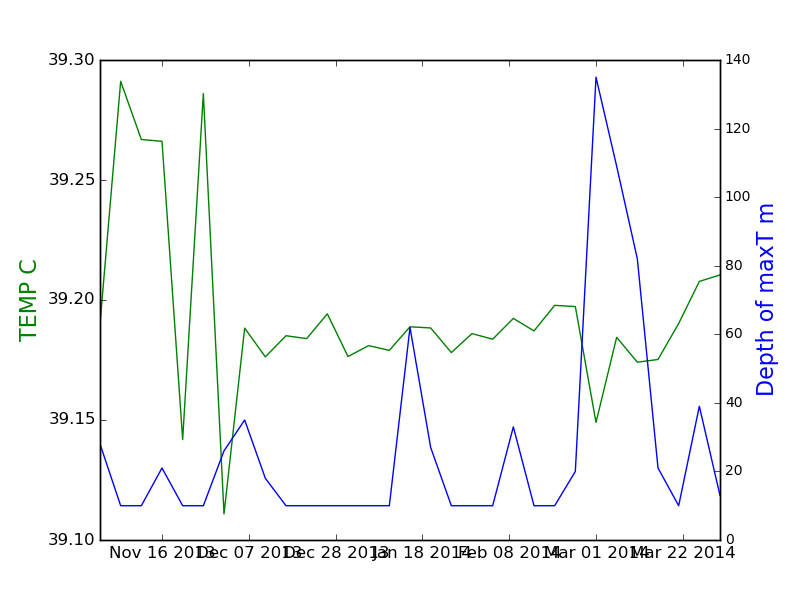 39.30
39.25
39.20
39.15
39.10
TEMP C
140
120
100
80
60
40
20
0
Depth of maxT m
Nov 16 2013
Dec 07 2013
Dec 28 2013
Jan 18 2014
Feb 08 2014
Mar 01 2014
Mar 22 2014